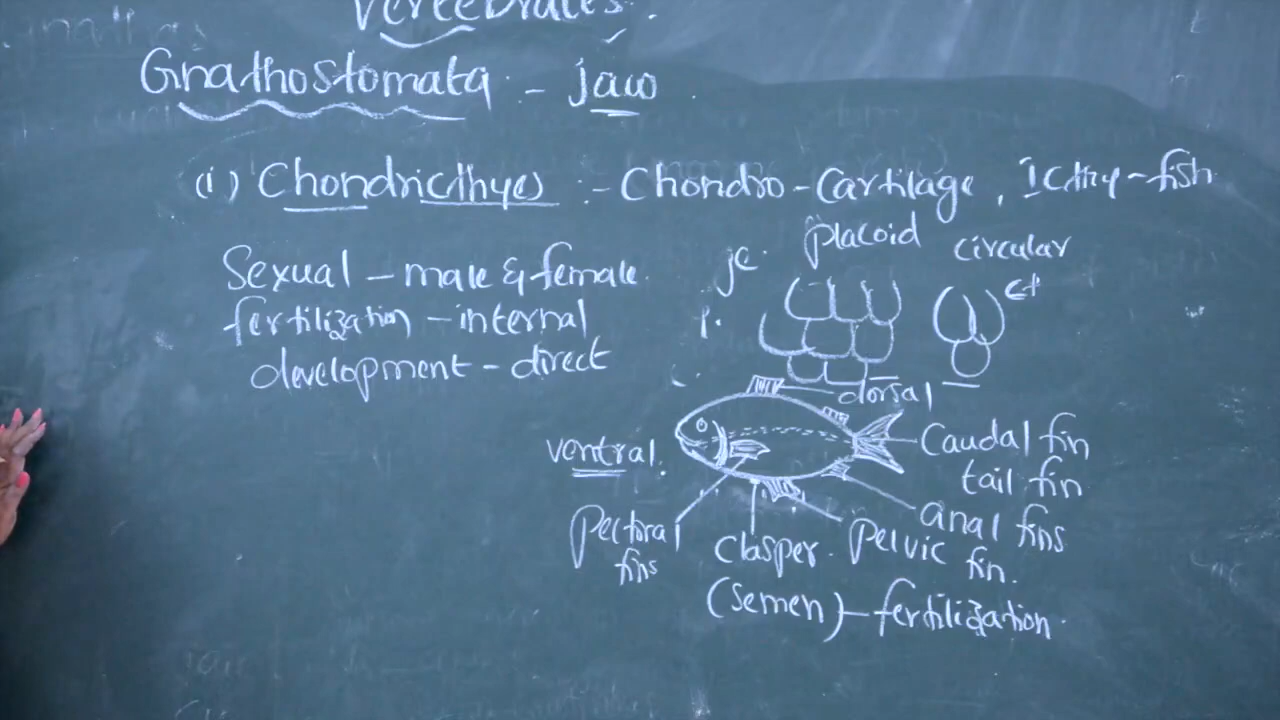 Vertebrates.
Gnathostomata :- jaw
(i) Chondricthyes :- Chondro - Cartilage, Icthy - fish
placoid circular
Sexual - male & female.
fertilization - internal
development - direct
dorsal
ventral.
Caudal fin
tail fin
anal fins
Pectoral fins
Clasper.
Pelvic fin.
(Semen) - fertilization.